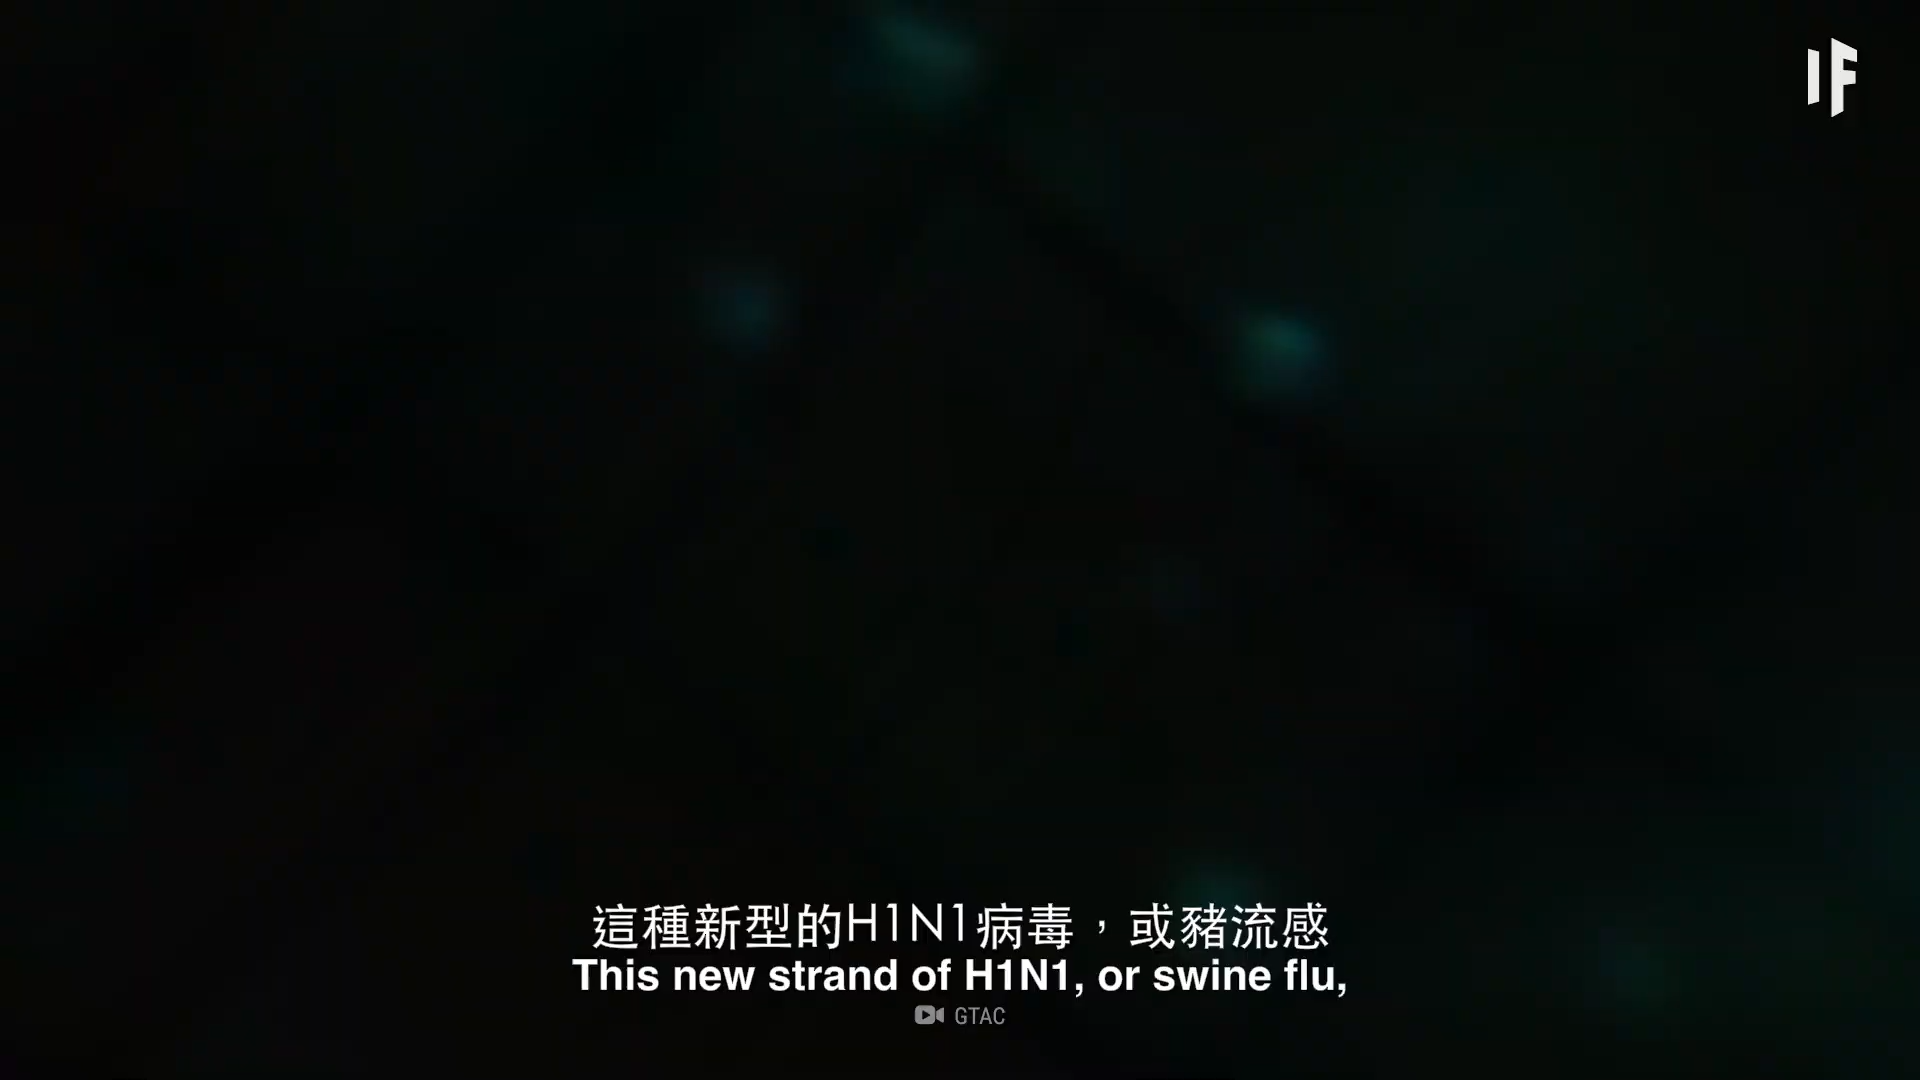 IF
這種新型的H1N1病毒，或豬流感
This new strand of H1N1, or swine flu,
GTAC